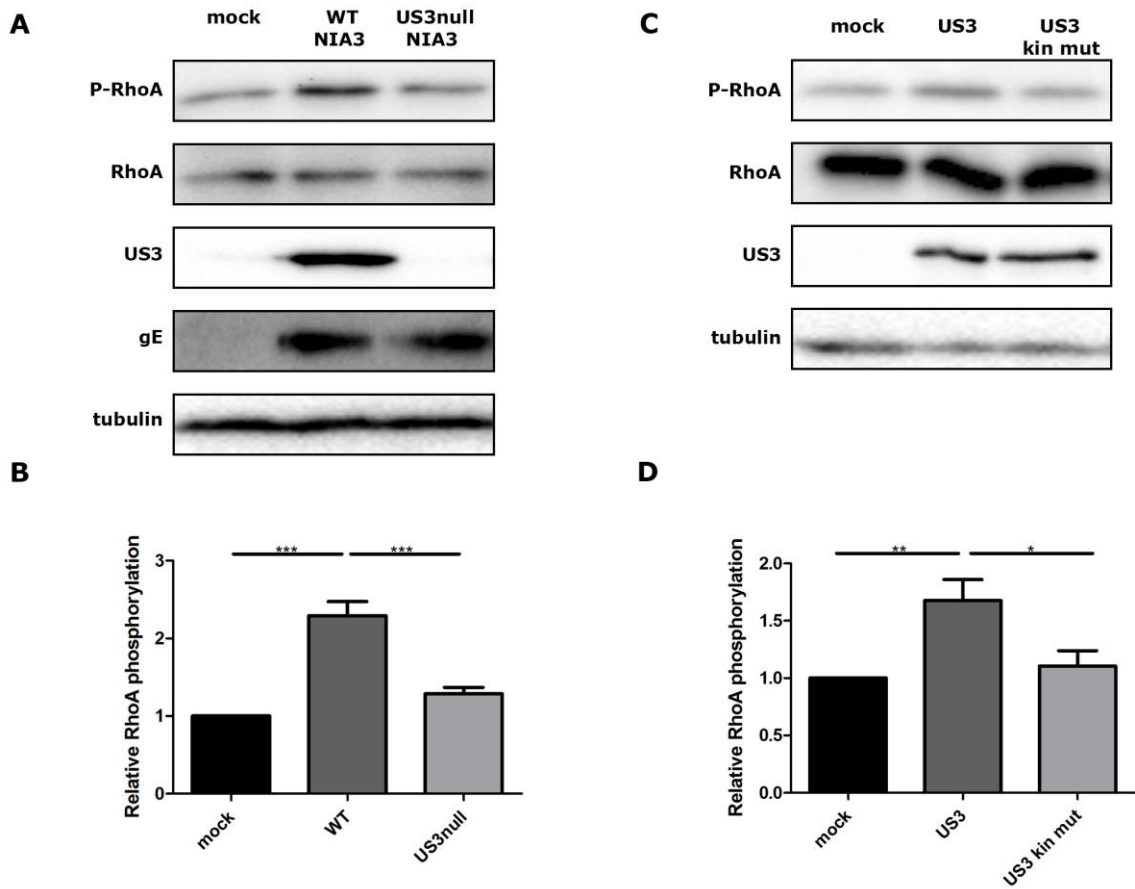 A
mock
WT
NIA3
US3null
NIA3
P-RhoA
RhoA
US3
gE
tubulin
B
Relative RhoA phosphorylation
3
2
1
0
***
***
mock
WT
US3null
C
mock
US3
US3
kin mut
P-RhoA
RhoA
US3
tubulin
D
Relative RhoA phosphorylation
2.0
1.5
1.0
0.5
0.0
**
*
mock
US3
US3 kin mut